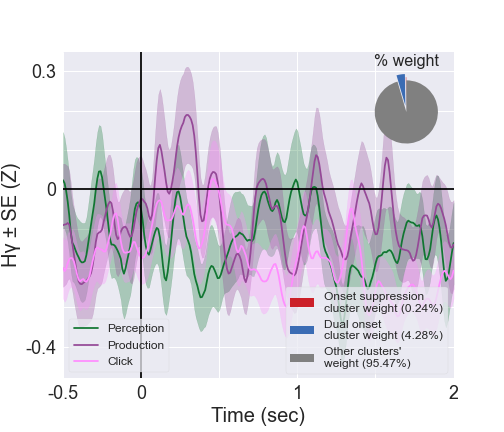 % weight
0.3
0
-0.4
Hγ ± SE (Z)
Perception
Production
Click
Onset suppression
cluster weight (0.24%)
Dual onset
cluster weight (4.28%)
Other clusters'
weight (95.47%)
-0.5
0
1
2
Time (sec)